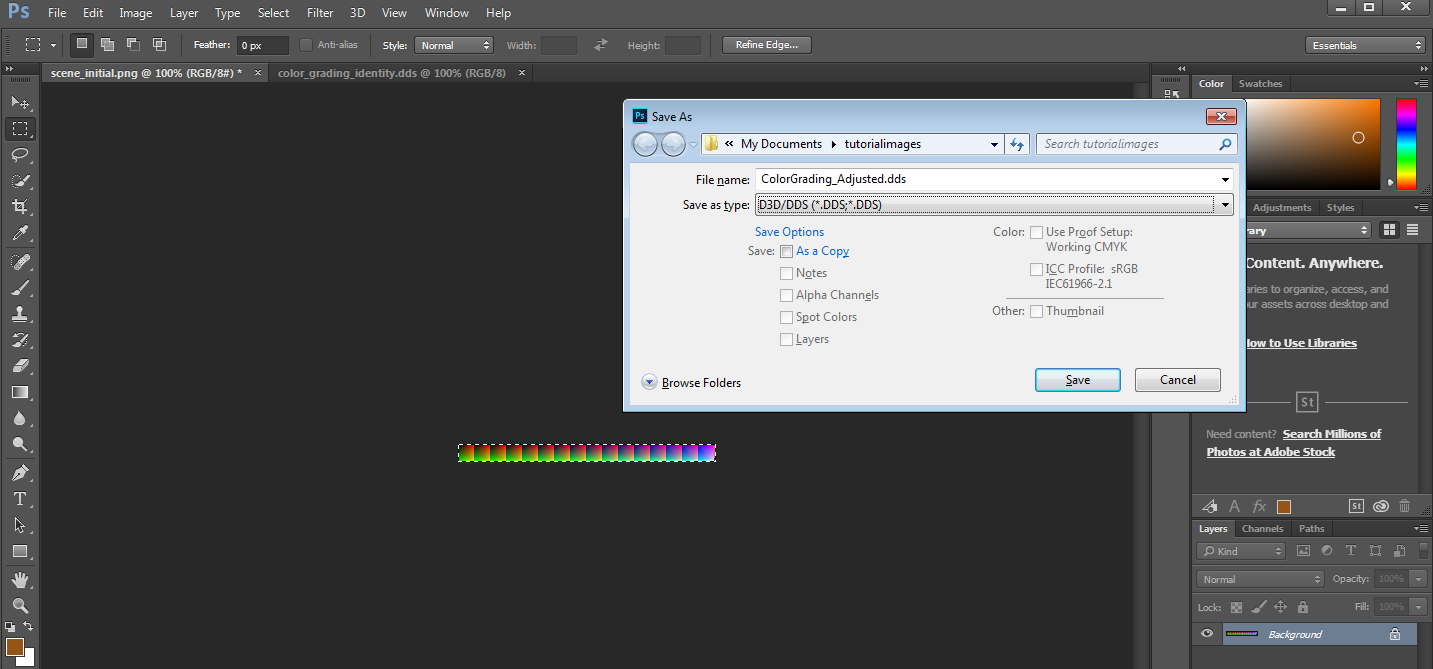 Ps File Edit Image Layer Type Select Filter 3D View Window Help
Feather: 0 px Anti-alias Style: Normal Width: Height: Refine Edge... Essentials
scene_initial.png @ 100% (RGB/8#) * × color_grading_identity.dds @ 100% (RGB/8) ×
Color Swatches
Ps Save As
« My Documents tutorialimages Search tutorialimages
File name: ColorGrading_Adjusted.dds
Save as type: D3D/DDS (*.DDS;*.DDS)
Save Options
Save: As a Copy
Notes
Alpha Channels
Spot Colors
Layers
Color: Use Proof Setup:
Working CMYK
ICC Profile: sRGB
IEC61966-2.1
Other: Thumbnail
Browse Folders
Save Cancel
Adjustments Styles
rary
Content. Anywhere.
aries to organize, access, and
our assets across desktop and
How to Use Libraries
St
Need content? Search Millions of
Photos at Adobe Stock
A fx St
Layers Channels Paths
Kind T
Normal Opacity: 100%
Lock: Fill: 100%
Background
T